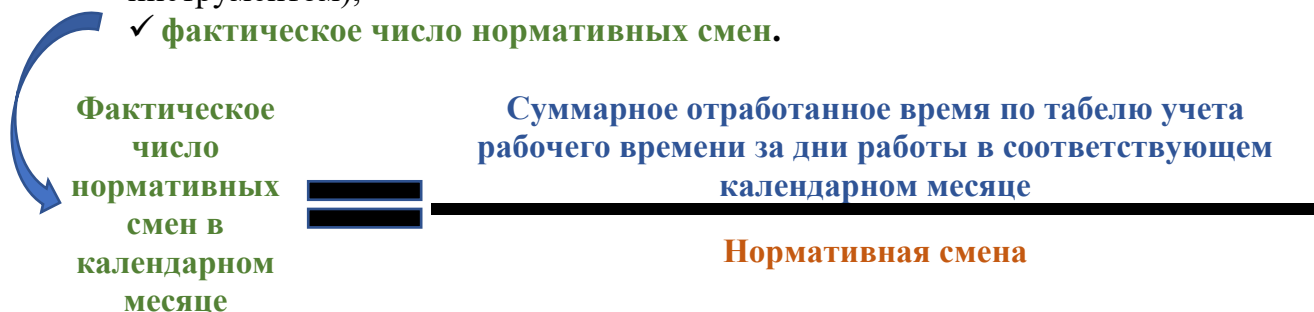 ✓ фактическое число нормативных смен.
Фактическое
число
нормативных
смен в
календарном
месяце
Суммарное отработанное время по табелю учета
рабочего времени за дни работы в соответствующем
календарном месяце
Нормативная смена